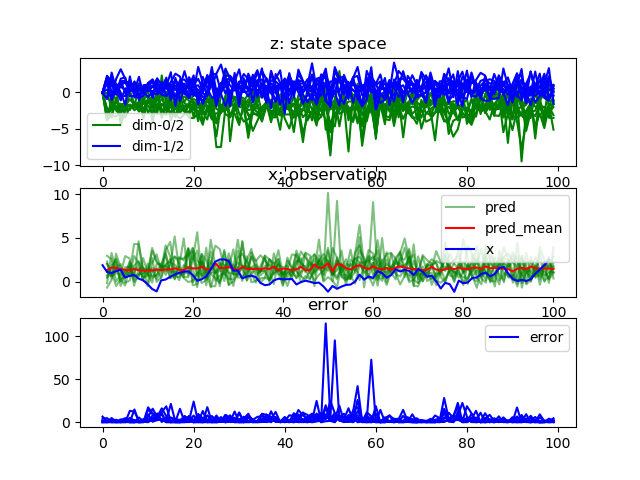 z: state space
0
−5
−10
dim-0/2
dim-1/2
0 20 40 60 80 100
x: observation
10
5
0
pred
pred_mean
x
0 20 40 60 80 100
error
100
50
0
error
0 20 40 60 80 100